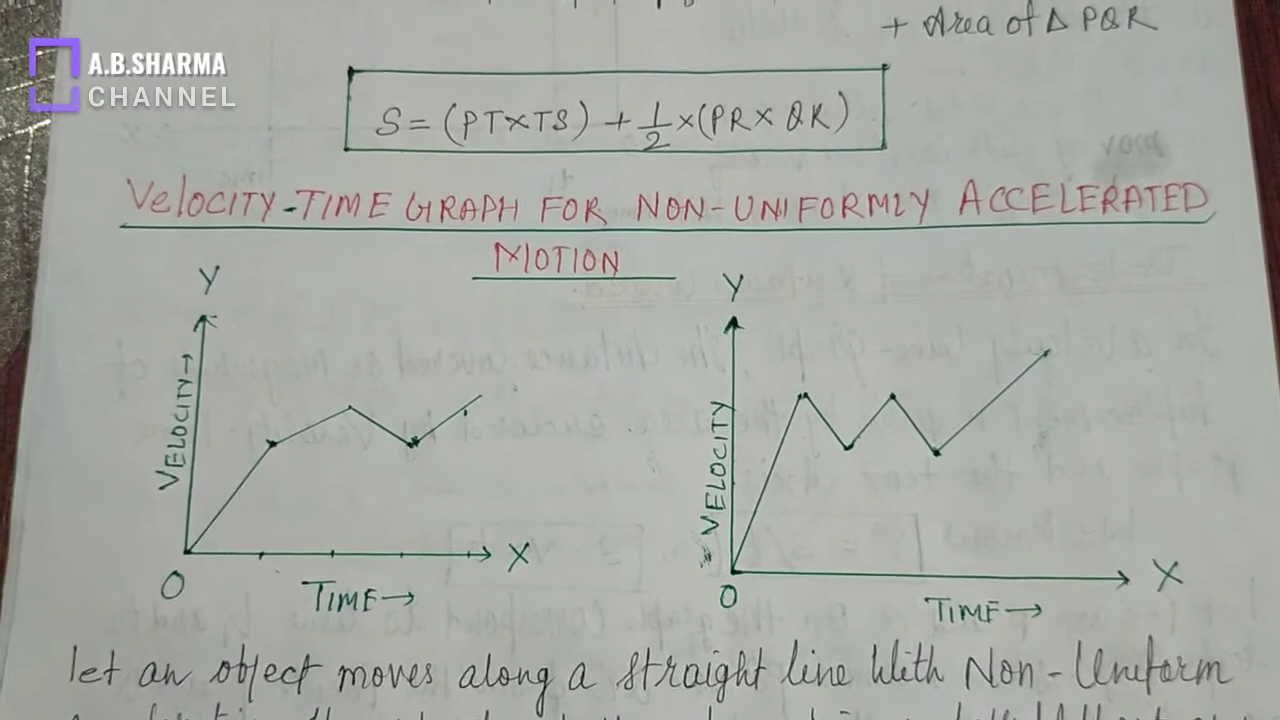 + Area of Δ PQR
A.B.SHARMA
CHANNEL
S = (PT×TS) + 1/2 ×(PR× QR)
VelOCITY-TIME GRAPH FOR NON-UNIFORMLY ACCELERATED
MOTION
Y
VELOCITY→
O
TIME→
X
Y
VELOCITY
O
TIME→
X
let an object moves along a straight line With Non-Uniform